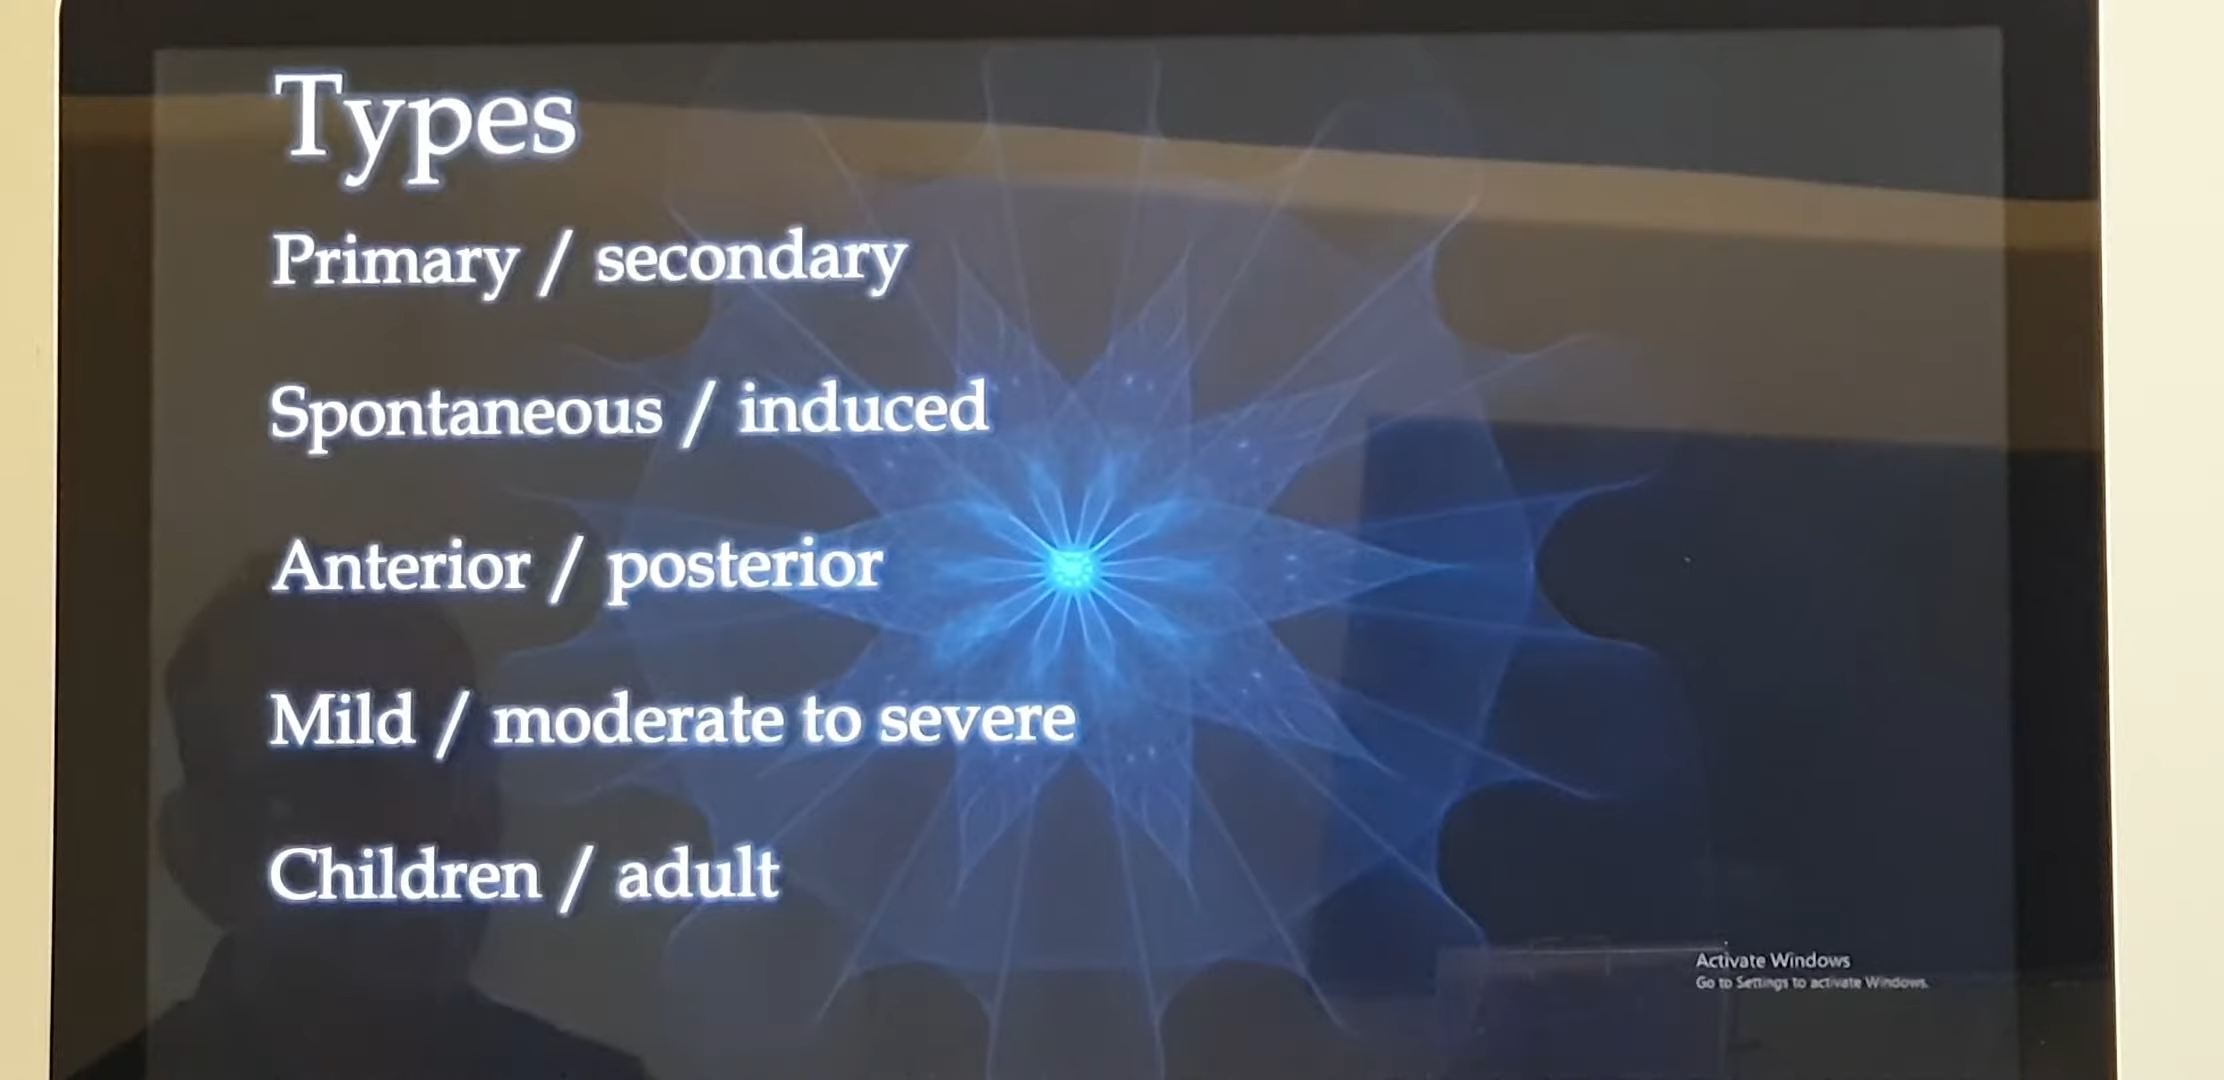 Types
Primary / secondary
Spontaneous / induced
Anterior / posterior
Mild / moderate to severe
Children / adult
Activate Windows
Go to Settings to activate Windows.